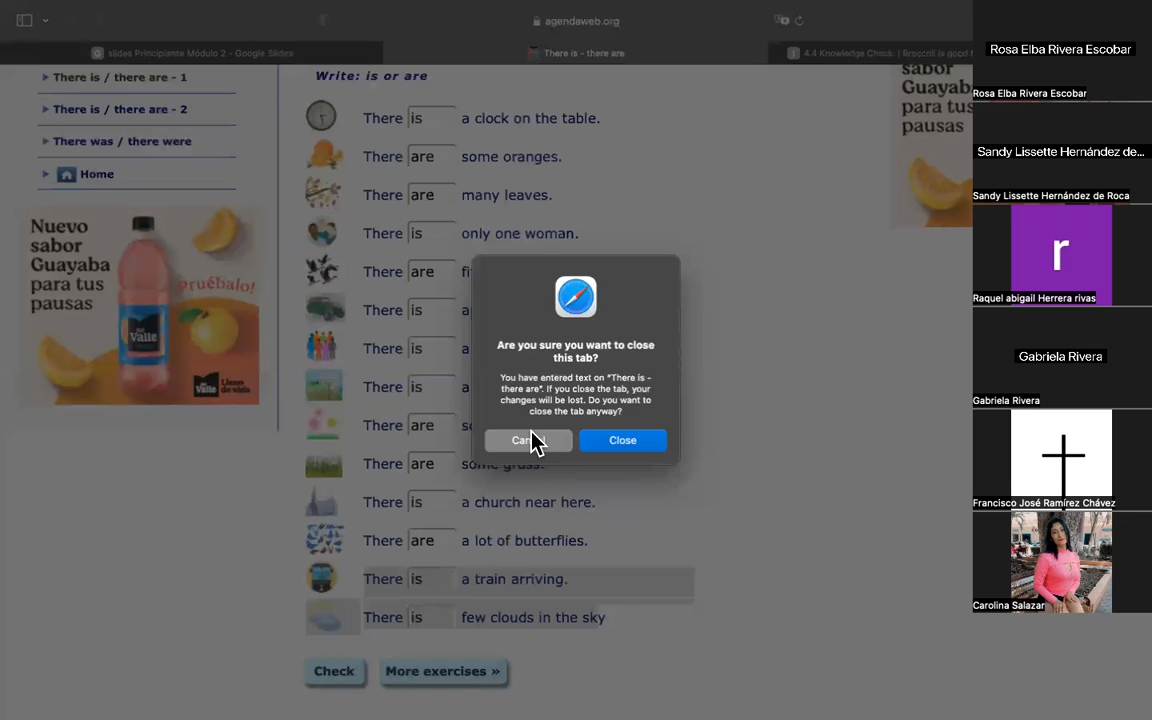 agendaweb.org
slides Principiante Módulo 2 - Google Slides
There is - there are
4.4 Knowledge Check: | Broccoli is good f
There is / there are - 1
There is / there are - 2
There was / there were
Home
Nuevo
sabor
Guayaba
para tus
pausas
¡Pruébalo!
del
Valle
del
Valle
Lleno
de vida
Write: is or are
There is a clock on the table.
There are some oranges.
There are many leaves.
There is only one woman.
There are fi
There is a
There is a
There is a
There are so
There are some grass.
There is a church near here.
There are a lot of butterflies.
There is a train arriving.
There is few clouds in the sky
Check
More exercises »
sabor
Guayab
para tus
pausas
Are you sure you want to close
this tab?
You have entered text on "There is -
there are". If you close the tab, your
changes will be lost. Do you want to
close the tab anyway?
Close
Rosa Elba Rivera Escobar
Rosa Elba Rivera Escobar
Sandy Lissette Hernández de...
Sandy Lissette Hernández de Roca
r
Raquel abigail Herrera rivas
Gabriela Rivera
Gabriela Rivera
Francisco José Ramírez Chávez
Carolina Salazar